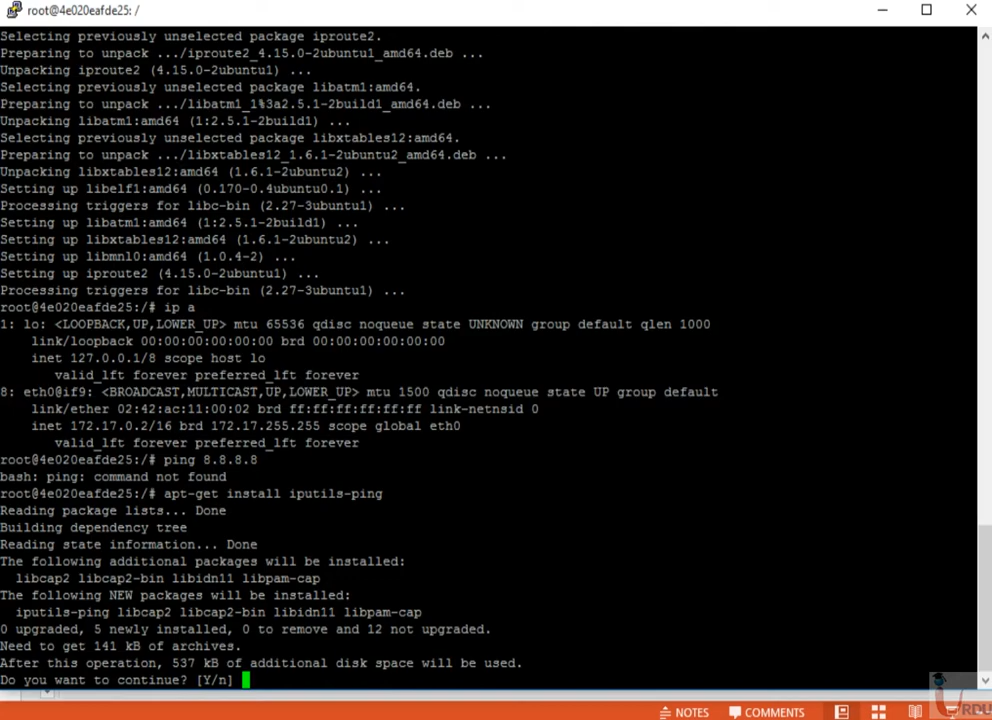 root@4e020eafde25: /
Selecting previously unselected package iproute2.
Preparing to unpack .../iproute2_4.15.0-2ubuntu1_amd64.deb ...
Unpacking iproute2 (4.15.0-2ubuntu1) ...
Selecting previously unselected package libatm1:amd64.
Preparing to unpack .../libatm1_1%3a2.5.1-2build1_amd64.deb ...
Unpacking libatm1:amd64 (1:2.5.1-2build1) ...
Selecting previously unselected package libxtables12:amd64.
Preparing to unpack .../libxtables12_1.6.1-2ubuntu2_amd64.deb ...
Unpacking libxtables12:amd64 (1.6.1-2ubuntu2) ...
Setting up libelf1:amd64 (0.170-0.4ubuntu0.1) ...
Processing triggers for libc-bin (2.27-3ubuntu1) ...
Setting up libatm1:amd64 (1:2.5.1-2build1) ...
Setting up libxtables12:amd64 (1.6.1-2ubuntu2) ...
Setting up libmnl0:amd64 (1.0.4-2) ...
Setting up iproute2 (4.15.0-2ubuntu1) ...
Processing triggers for libc-bin (2.27-3ubuntu1) ...
root@4e020eafde25:/# ip a
1: lo: <LOOPBACK,UP,LOWER_UP> mtu 65536 qdisc noqueue state UNKNOWN group default qlen 1000
    link/loopback 00:00:00:00:00:00 brd 00:00:00:00:00:00
    inet 127.0.0.1/8 scope host lo
       valid_lft forever preferred_lft forever
8: eth0@if9: <BROADCAST,MULTICAST,UP,LOWER_UP> mtu 1500 qdisc noqueue state UP group default
    link/ether 02:42:ac:11:00:02 brd ff:ff:ff:ff:ff:ff link-netnsid 0
    inet 172.17.0.2/16 brd 172.17.255.255 scope global eth0
       valid_lft forever preferred_lft forever
root@4e020eafde25:/# ping 8.8.8.8
bash: ping: command not found
root@4e020eafde25:/# apt-get install iputils-ping
Reading package lists... Done
Building dependency tree
Reading state information... Done
The following additional packages will be installed:
  libcap2 libcap2-bin libidn11 libpam-cap
The following NEW packages will be installed:
  iputils-ping libcap2 libcap2-bin libidn11 libpam-cap
0 upgraded, 5 newly installed, 0 to remove and 12 not upgraded.
Need to get 141 kB of archives.
After this operation, 537 kB of additional disk space will be used.
Do you want to continue? [Y/n]
NOTES COMMENTS